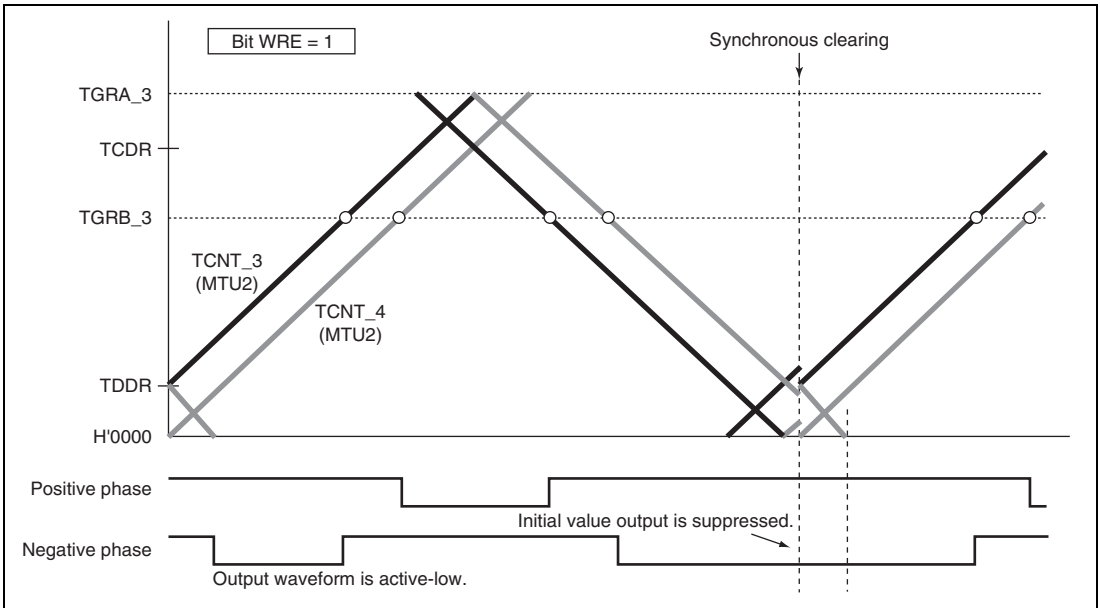 Bit WRE = 1
Synchronous clearing
TGRA_3
TCDR
TGRB_3
TCNT_3
(MTU2)
TCNT_4
(MTU2)
TDDR
H'0000
Positive phase
Initial value output is suppressed.
Negative phase
Output waveform is active-low.